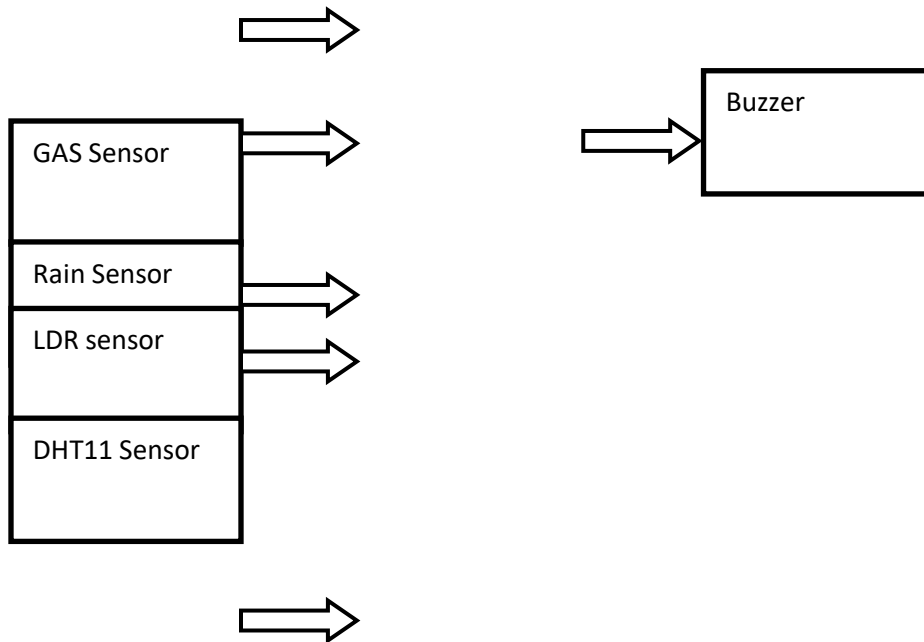 Buzzer
GAS Sensor
Rain Sensor
LDR sensor
DHT11 Sensor